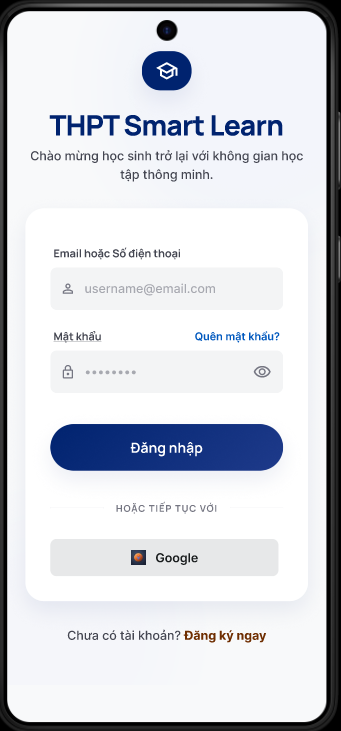 THPT Smart Learn
Chào mừng học sinh trở lại với không gian học
tập thông minh.
Email hoặc Số điện thoại
username@email.com
Mật khẩu
Quên mật khẩu?
••••••••
Đăng nhập
HOẶC TIẾP TỤC VỚI
Google
Chưa có tài khoản? Đăng ký ngay